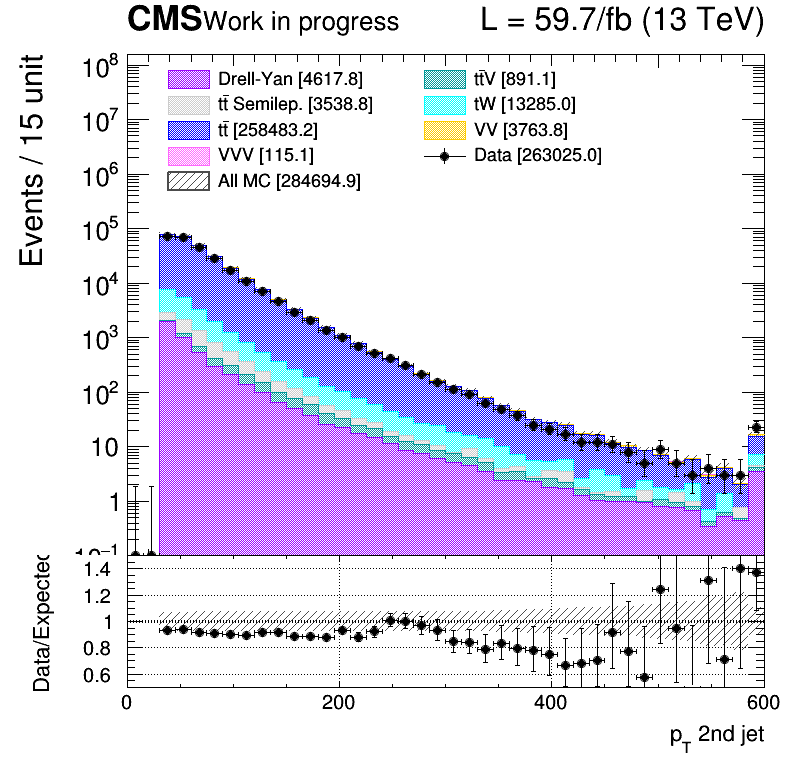 CMS Work in progress L = 59.7/fb (13 TeV)
Events / 15 unit
10⁸
10⁷
10⁶
10⁵
10⁴
10³
10²
10
1
10⁻¹
Drell-Yan [4617.8]
tt̄ Semilep. [3538.8]
tt̄ [258483.2]
VVV [115.1]
All MC [284694.9]
tt̄V [891.1]
tW [13285.0]
VV [3763.8]
Data [263025.0]
Data/Expected
1.4
1.2
1
0.8
0.6
0 200 400 600
p_T 2nd jet